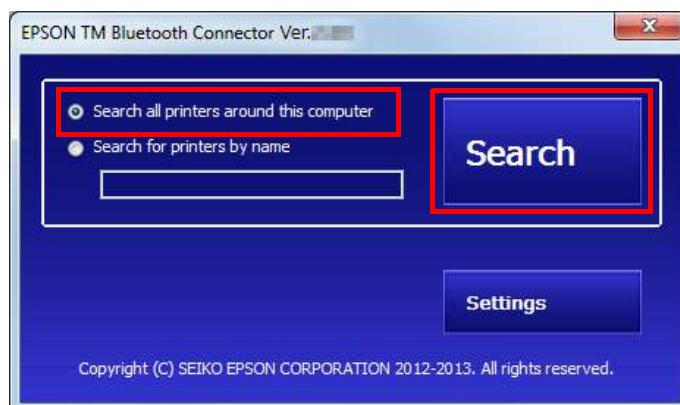 EPSON TM Bluetooth Connector Ver.
Search all printers around this computer
Search for printers by name
Search
Settings
Copyright (C) SEIKO EPSON CORPORATION 2012-2013. All rights reserved.